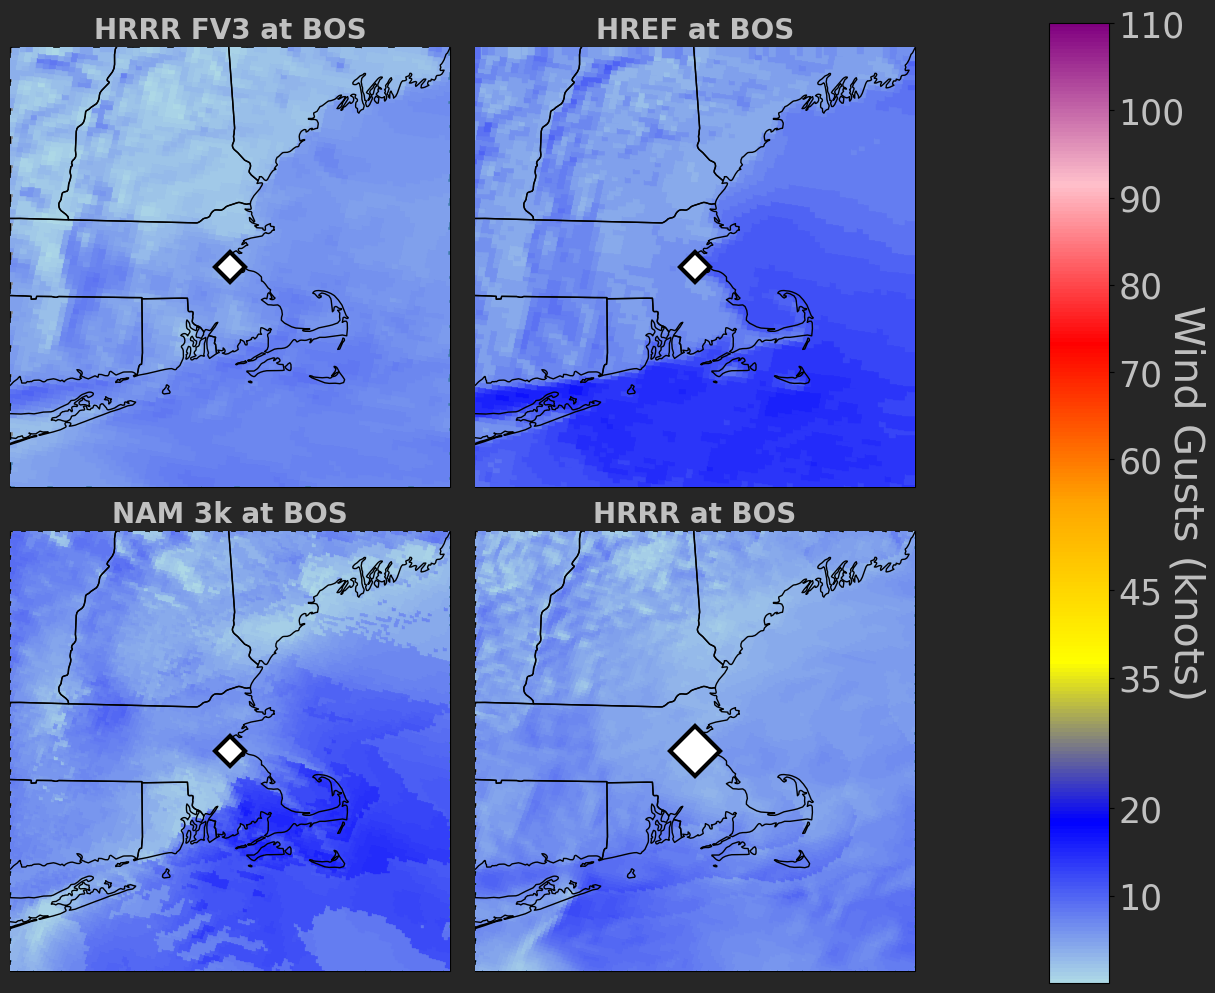 HRRR FV3 at BOS
HREF at BOS
NAM 3k at BOS
HRRR at BOS
110
100
90
80
70
60
45
35
20
10
Wind Gusts (knots)